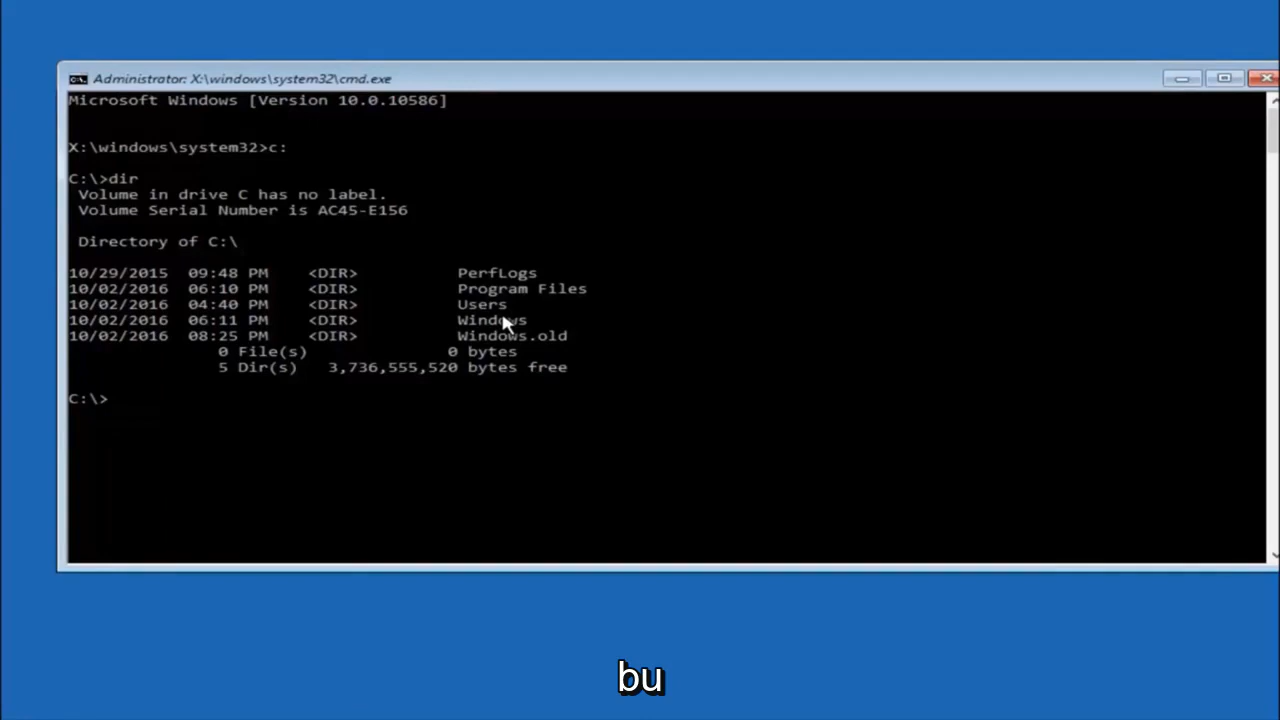 Administrator: X:\windows\system32\cmd.exe
Microsoft Windows [Version 10.0.10586]
X:\windows\system32>c:
C:\>dir
Volume in drive C has no label.
Volume Serial Number is AC45-E156
Directory of C:\
10/29/2015 09:48 PM <DIR> PerfLogs
10/02/2016 06:10 PM <DIR> Program Files
10/02/2016 04:40 PM <DIR> Users
10/02/2016 06:11 PM <DIR> Windows
10/02/2016 08:25 PM <DIR> Windows.old
0 File(s) 0 bytes
5 Dir(s) 3,736,555,520 bytes free
C:\>
bu